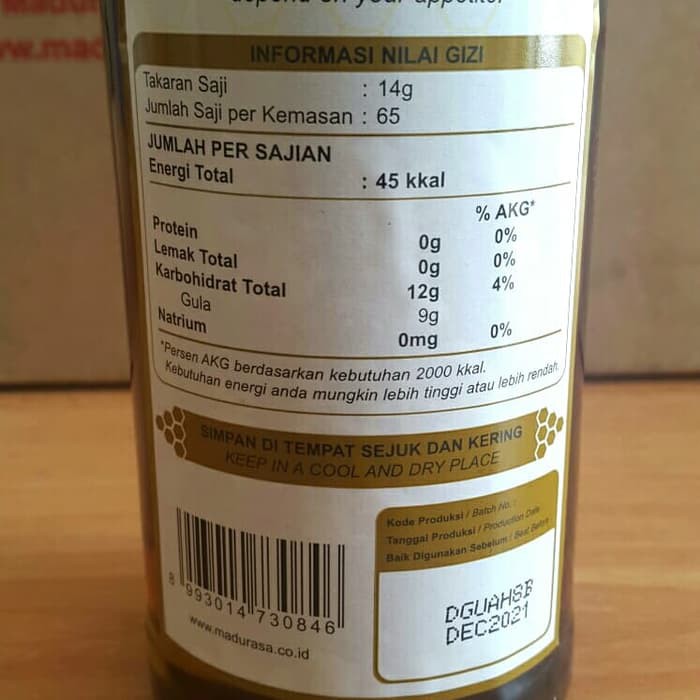 depend on your appetite.
INFORMASI NILAI GIZI
Takaran Saji : 14g
Jumlah Saji per Kemasan : 65
JUMLAH PER SAJIAN
Energi Total : 45 kkal
% AKG*
Protein 0g 0%
Lemak Total 0g 0%
Karbohidrat Total 12g 4%
Gula 9g
Natrium 0mg 0%
*Persen AKG berdasarkan kebutuhan 2000 kkal.
Kebutuhan energi anda mungkin lebih tinggi atau lebih rendah.
SIMPAN DI TEMPAT SEJUK DAN KERING
KEEP IN A COOL AND DRY PLACE
Kode Produksi / Batch No. :
Tanggal Produksi / Production Date
Baik Digunakan Sebelum / Best Before
DGUAH8B
DEC2021
8 993014 730846
www.madurasa.co.id